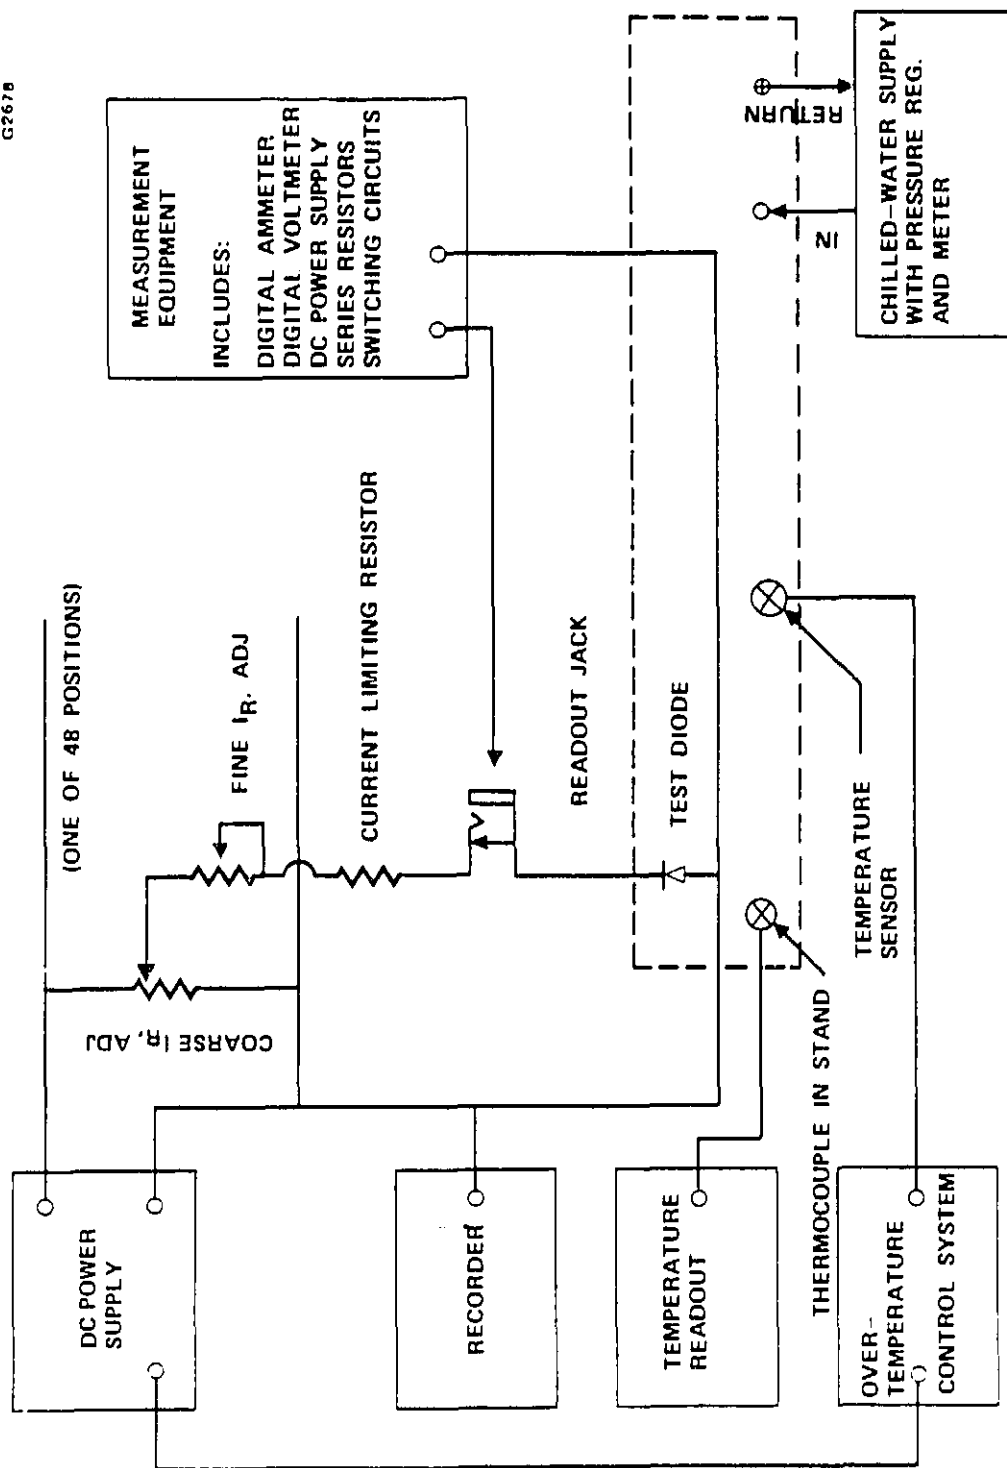 G2678
(ONE OF 48 POSITIONS)
MEASUREMENT
EQUIPMENT
INCLUDES:
DIGITAL AMMETER
DIGITAL VOLTMETER
DC POWER SUPPLY
SERIES RESISTORS
SWITCHING CIRCUITS
DC POWER
SUPPLY
COARSE IR, ADJ
FINE IR. ADJ
CURRENT LIMITING RESISTOR
RECORDER
READOUT JACK
TEMPERATURE
READOUT
TEST DIODE
THERMOCOUPLE IN STAND
TEMPERATURE
SENSOR
IN
RETURN
OVER-
TEMPERATURE
CONTROL SYSTEM
CHILLED-WATER SUPPLY
WITH PRESSURE REG.
AND METER